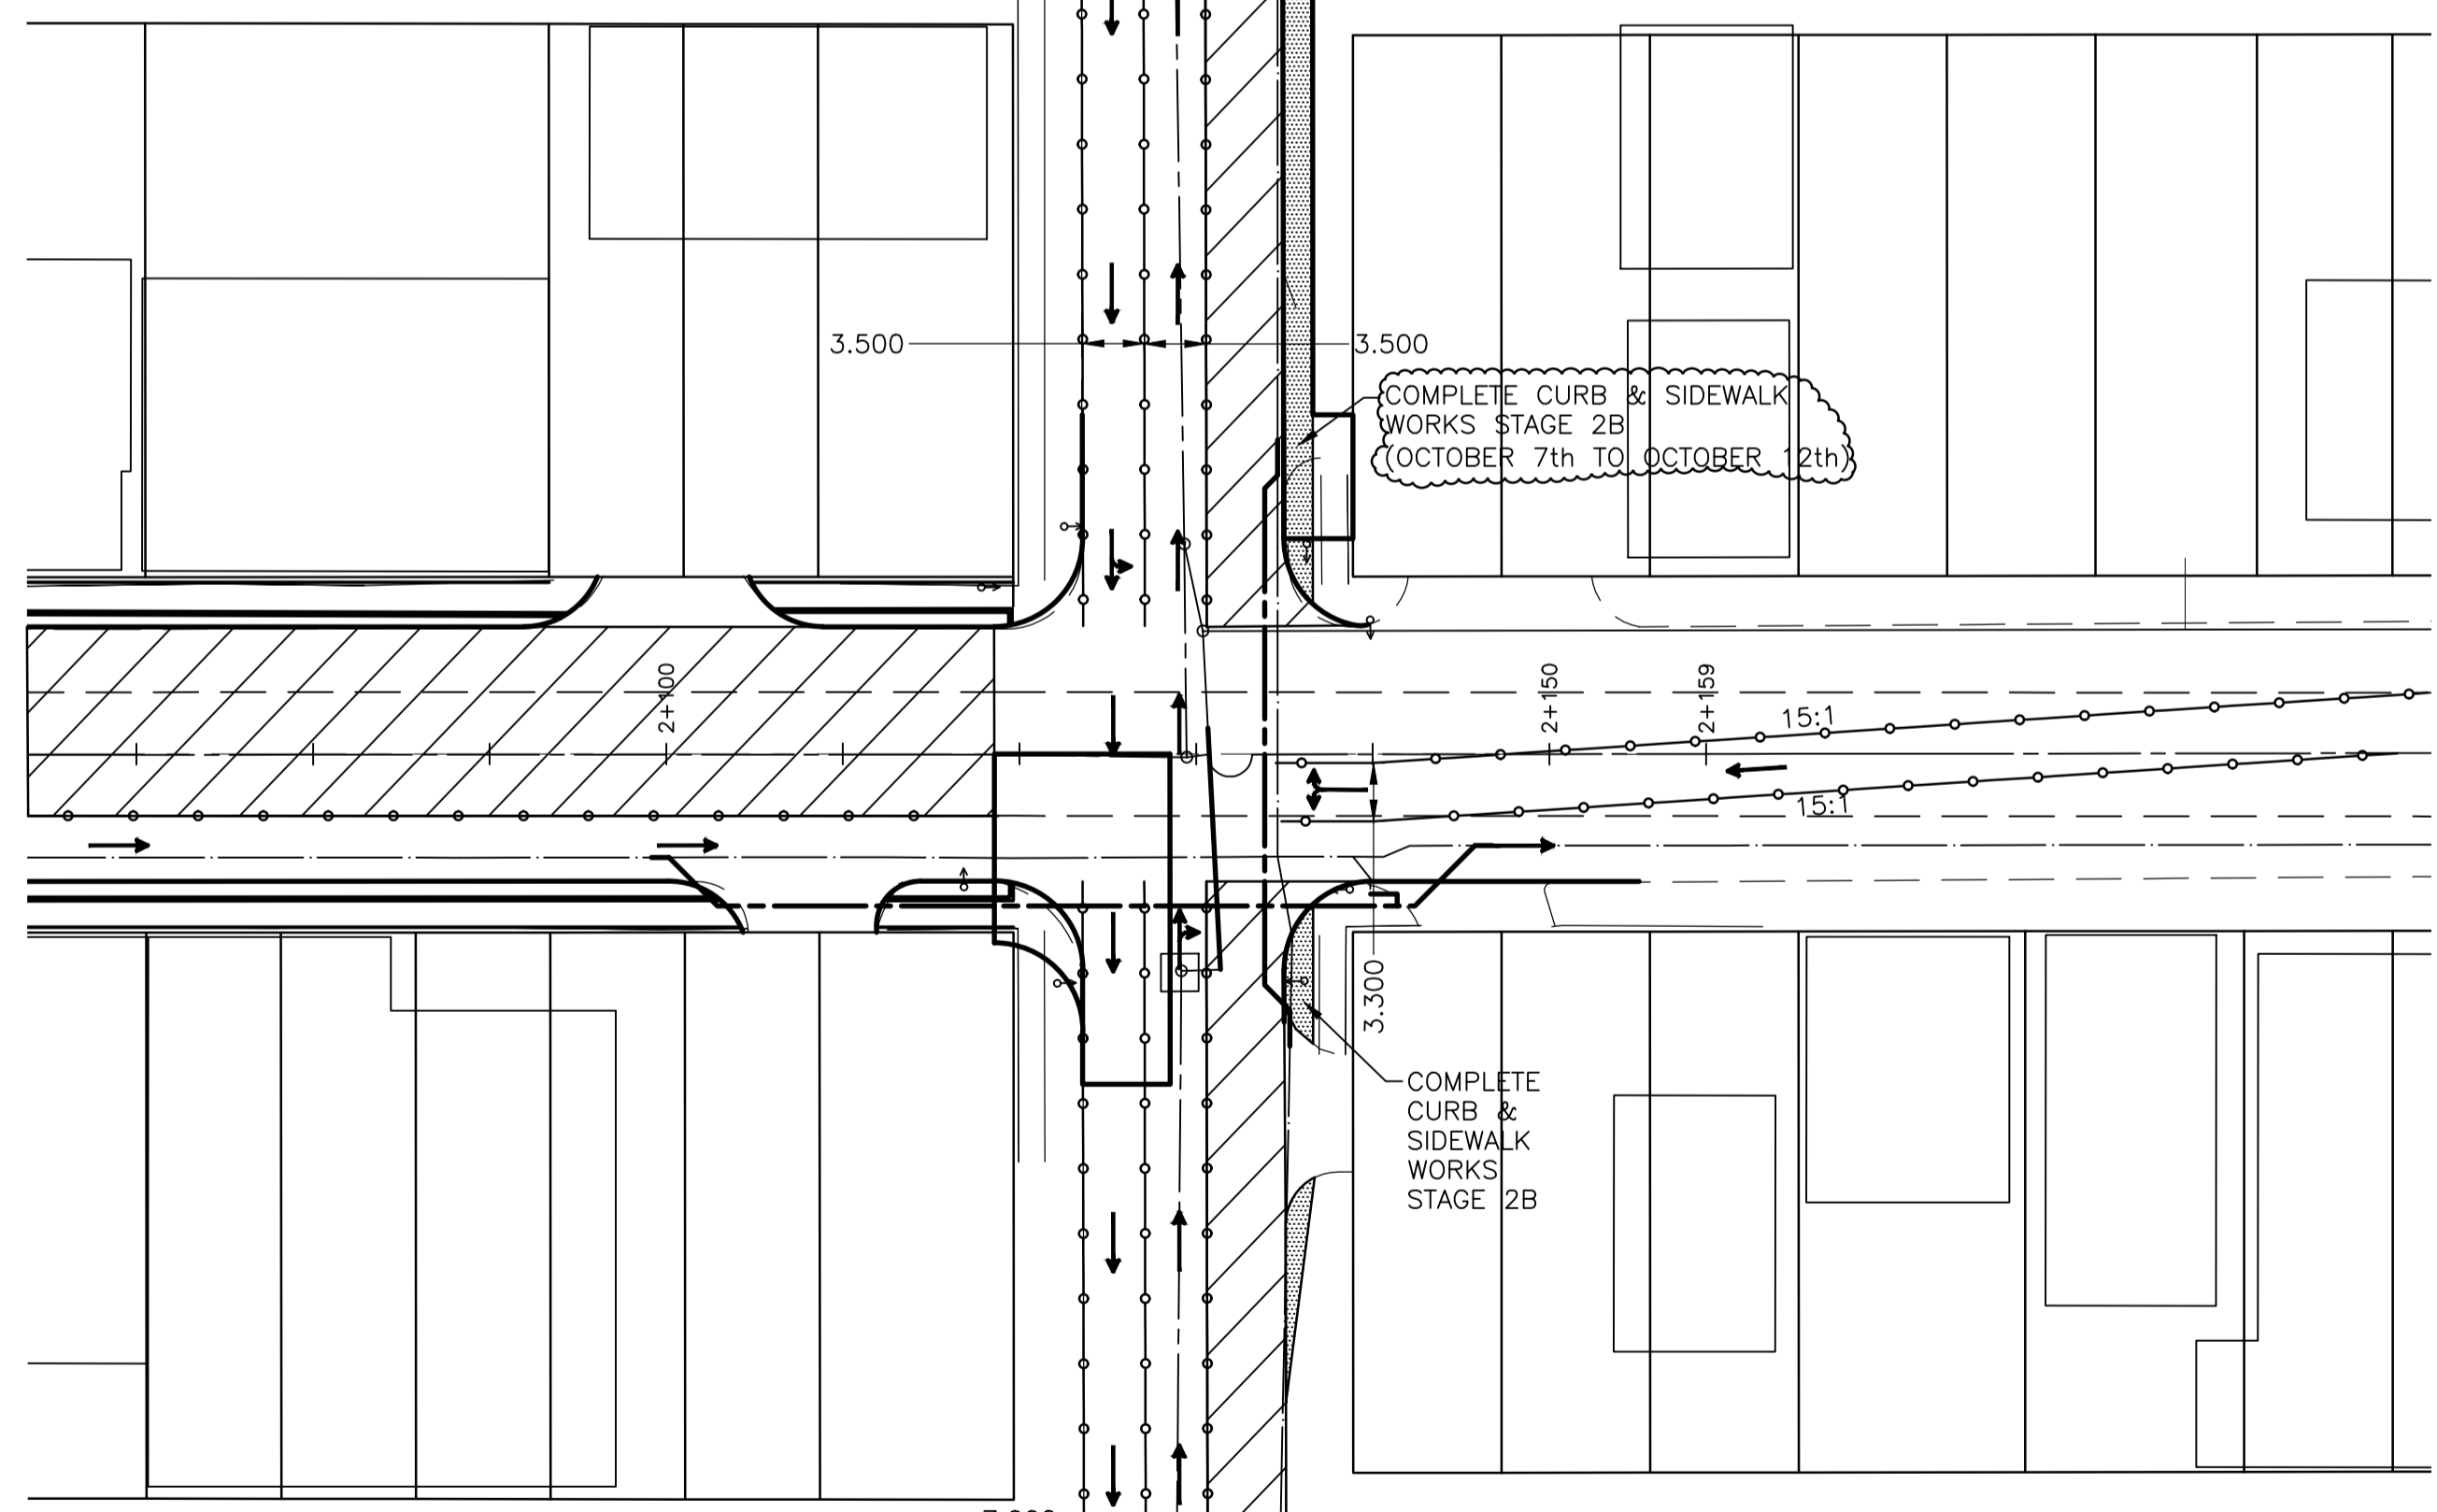 3.500
3.500
COMPLETE CURB & SIDEWALK
WORKS STAGE 2B
(OCTOBER 7th TO OCTOBER 12th)
2+100
2+150
2+159
15:1
15:1
3.300
COMPLETE
CURB &
SIDEWALK
WORKS
STAGE 2B